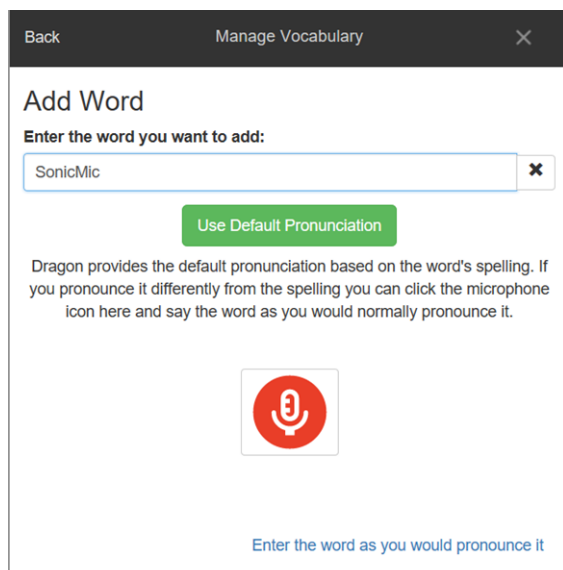 Back
Manage Vocabulary
Add Word
Enter the word you want to add:
SonicMic
Use Default Pronunciation
Dragon provides the default pronunciation based on the word's spelling. If
you pronounce it differently from the spelling you can click the microphone
icon here and say the word as you would normally pronounce it.
Enter the word as you would pronounce it